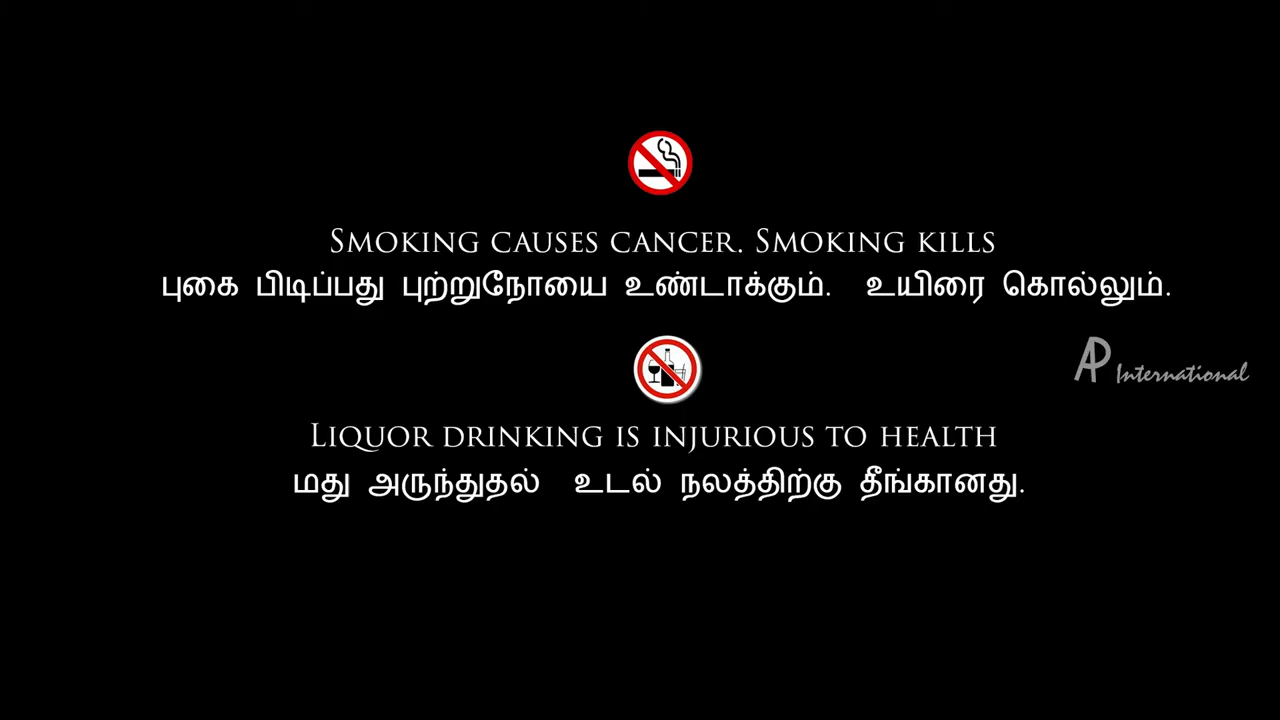 Smoking causes cancer. Smoking kills
புகை பிடிப்பது புற்றுநோயை உண்டாக்கும். உயிரை கொல்லும்.
AP International
Liquor drinking is injurious to health
மது அருந்துதல் உடல் நலத்திற்கு தீங்கானது.